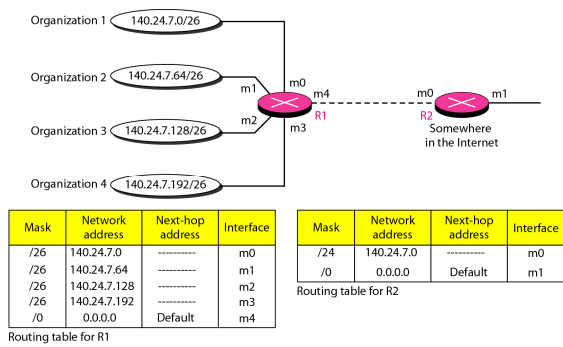 Organization 1 140.24.7.0/26
Organization 2 140.24.7.64/26
Organization 3 140.24.7.128/26
Organization 4 140.24.7.192/26
m0
m1
m4
m2
m3
R1
m0
m1
R2
Somewhere
in the Internet
Mask Network address Next-hop address Interface
/26 140.24.7.0 ---------- m0
/26 140.24.7.64 ---------- m1
/26 140.24.7.128 ---------- m2
/26 140.24.7.192 ---------- m3
/0 0.0.0.0 Default m4
Routing table for R1
Mask Network address Next-hop address Interface
/24 140.24.7.0 ---------- m0
/0 0.0.0.0 Default m1
Routing table for R2